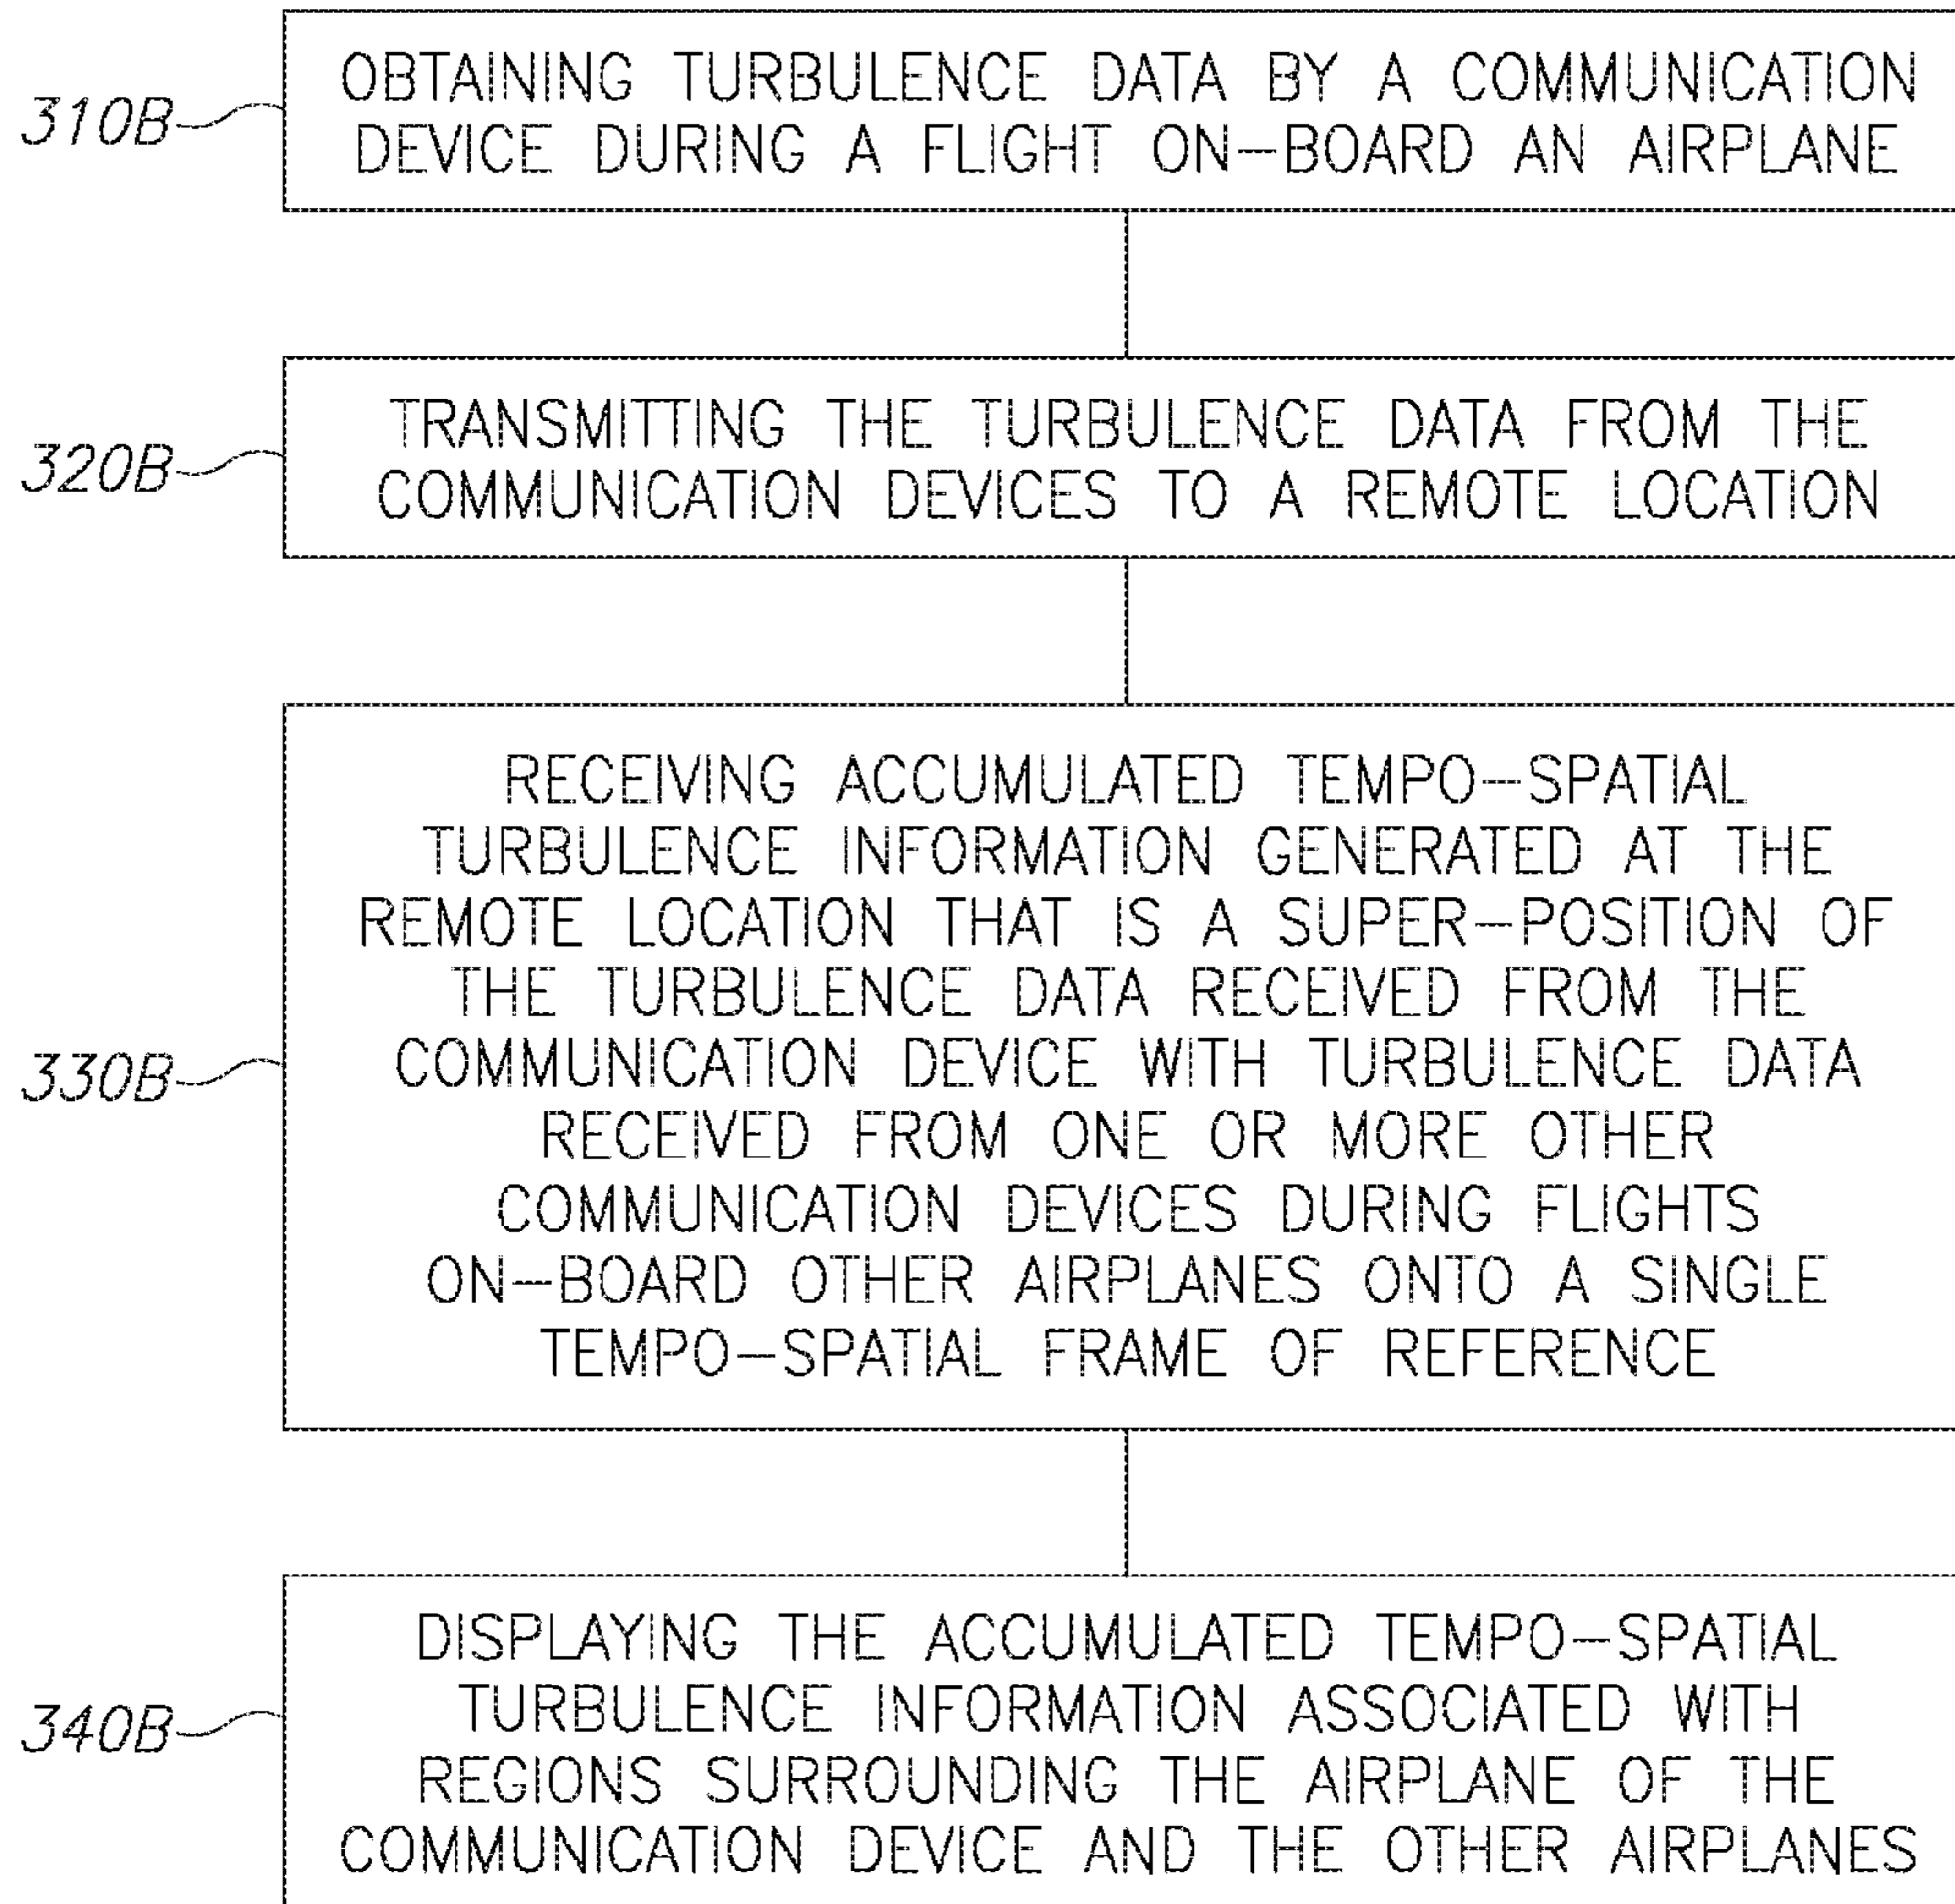 310B
OBTAINING TURBULENCE DATA BY A COMMUNICATION
DEVICE DURING A FLIGHT ON-BOARD AN AIRPLANE
320B
TRANSMITTING THE TURBULENCE DATA FROM THE
COMMUNICATION DEVICES TO A REMOTE LOCATION
330B
RECEIVING ACCUMULATED TEMPO-SPATIAL
TURBULENCE INFORMATION GENERATED AT THE
REMOTE LOCATION THAT IS A SUPER-POSITION OF
THE TURBULENCE DATA RECEIVED FROM THE
COMMUNICATION DEVICE WITH TURBULENCE DATA
RECEIVED FROM ONE OR MORE OTHER
COMMUNICATION DEVICES DURING FLIGHTS
ON-BOARD OTHER AIRPLANES ONTO A SINGLE
TEMPO-SPATIAL FRAME OF REFERENCE
340B
DISPLAYING THE ACCUMULATED TEMPO-SPATIAL
TURBULENCE INFORMATION ASSOCIATED WITH
REGIONS SURROUNDING THE AIRPLANE OF THE
COMMUNICATION DEVICE AND THE OTHER AIRPLANES